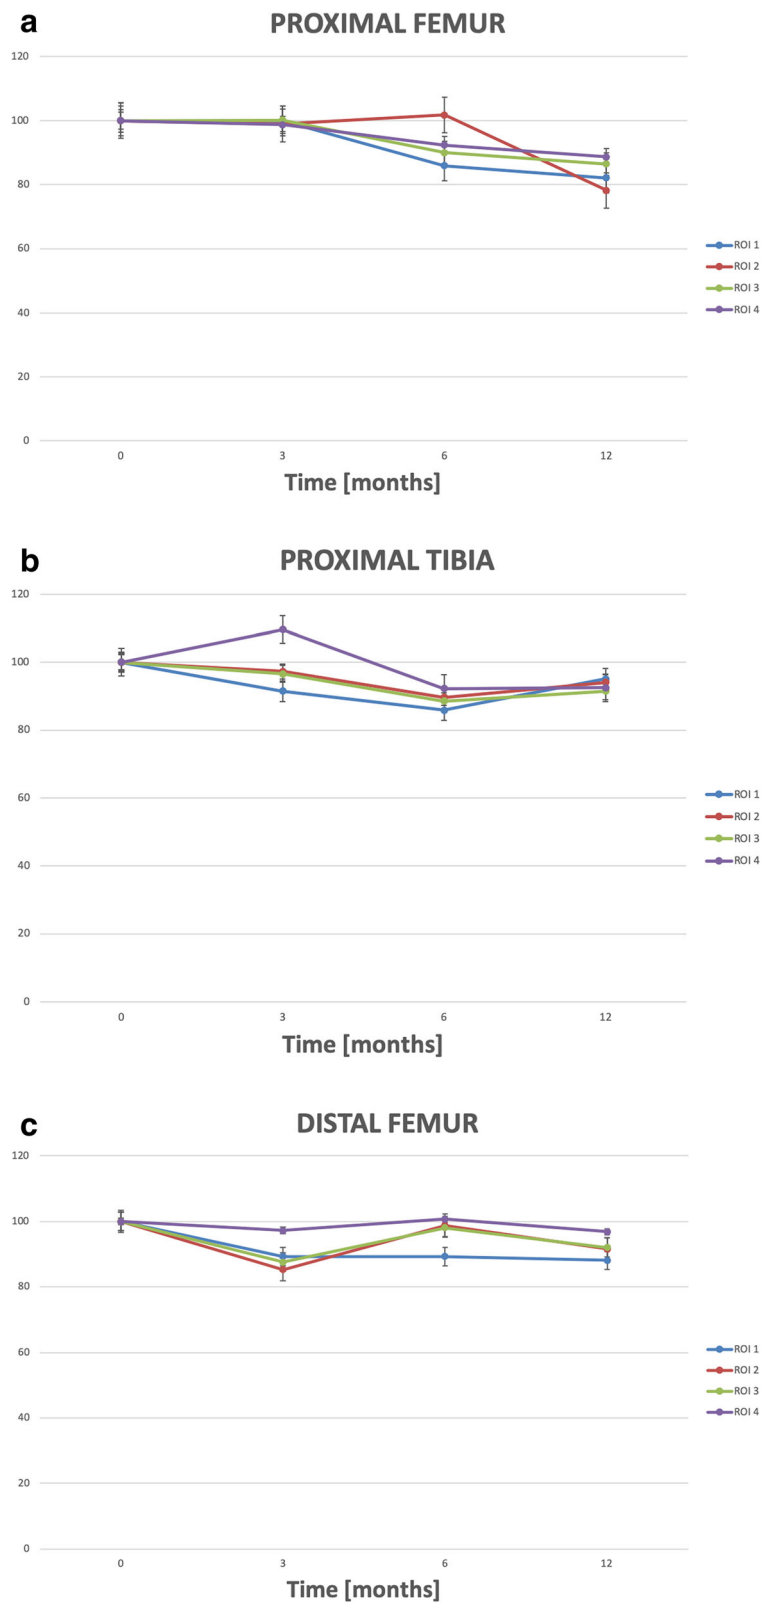 a
PROXIMAL FEMUR
120
100
80
60
40
20
0
0 3 6 12
Time [months]
ROI 1
ROI 2
ROI 3
ROI 4
b
PROXIMAL TIBIA
120
100
80
60
40
20
0
0 3 6 12
Time [months]
ROI 1
ROI 2
ROI 3
ROI 4
c
DISTAL FEMUR
120
100
80
60
40
20
0
0 3 6 12
Time [months]
ROI 1
ROI 2
ROI 3
ROI 4